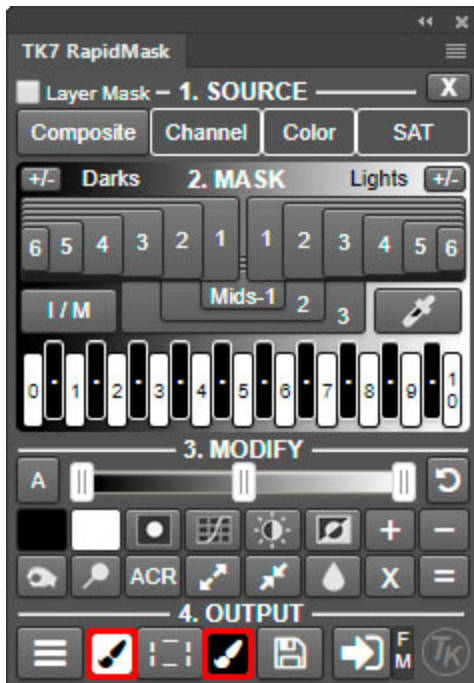 TK7 RapidMask
Layer Mask 1. SOURCE X
Composite Channel Color SAT
+/- Darks 2. MASK Lights +/-
6 5 4 3 2 1 1 2 3 4 5 6
I / M Mids-1 2 3
0 1 2 3 4 5 6 7 8 9 10
3. MODIFY
A
+ −
ACR X =
4. OUTPUT
F
M TK